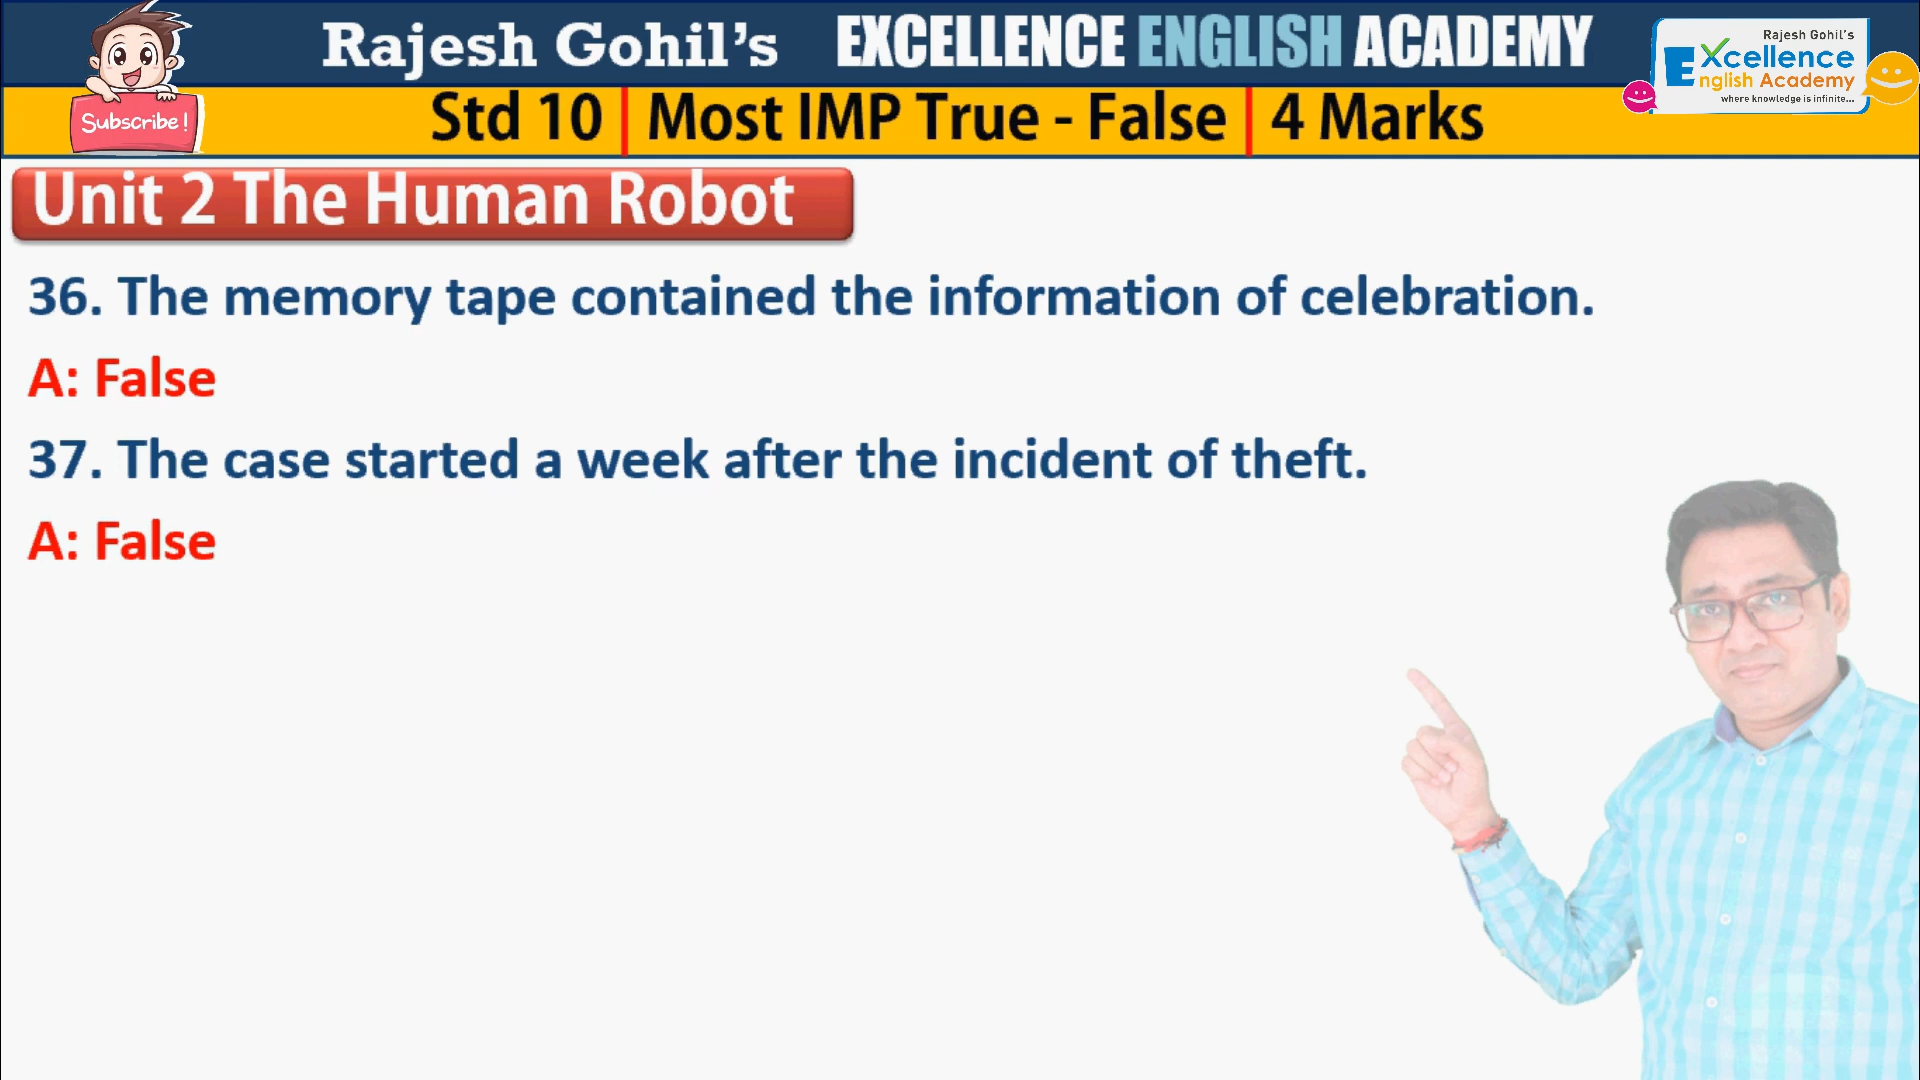 Rajesh Gohil's EXCELLENCE ENGLISH ACADEMY
Rajesh Gohil's
Excellence
English Academy
where knowledge is infinite...
Subscribe!
Std 10 | Most IMP True - False | 4 Marks
Unit 2 The Human Robot
36. The memory tape contained the information of celebration.
A: False
37. The case started a week after the incident of theft.
A: False